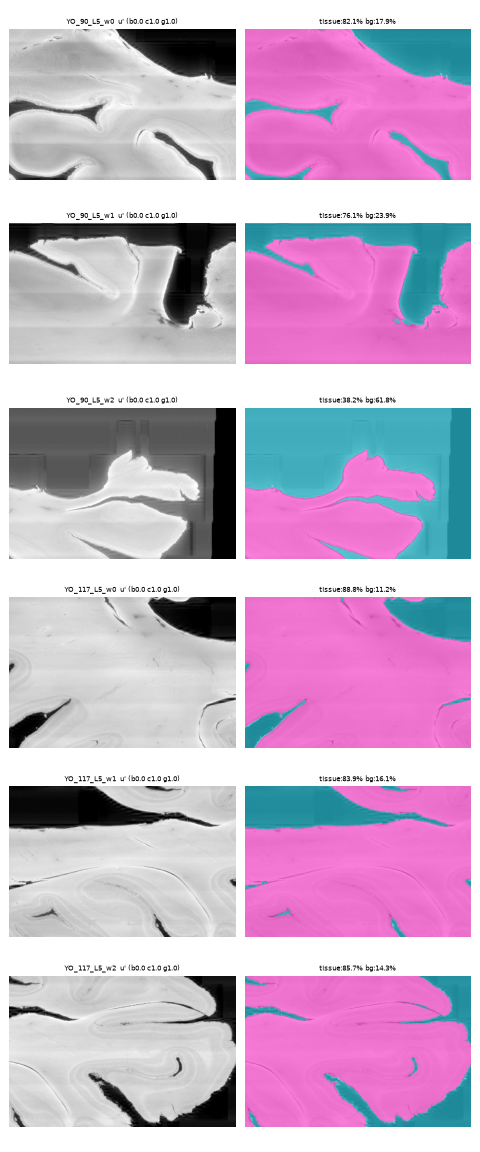 YO_90_L5_w0 u' (b0.0 c1.0 g1.0)
tissue:82.1% bg:17.9%
YO_90_L5_w1 u' (b0.0 c1.0 g1.0)
tissue:76.1% bg:23.9%
YO_90_L5_w2 u' (b0.0 c1.0 g1.0)
tissue:38.2% bg:61.8%
YO_117_L5_w0 u' (b0.0 c1.0 g1.0)
tissue:88.8% bg:11.2%
YO_117_L5_w1 u' (b0.0 c1.0 g1.0)
tissue:83.9% bg:16.1%
YO_117_L5_w2 u' (b0.0 c1.0 g1.0)
tissue:85.7% bg:14.3%